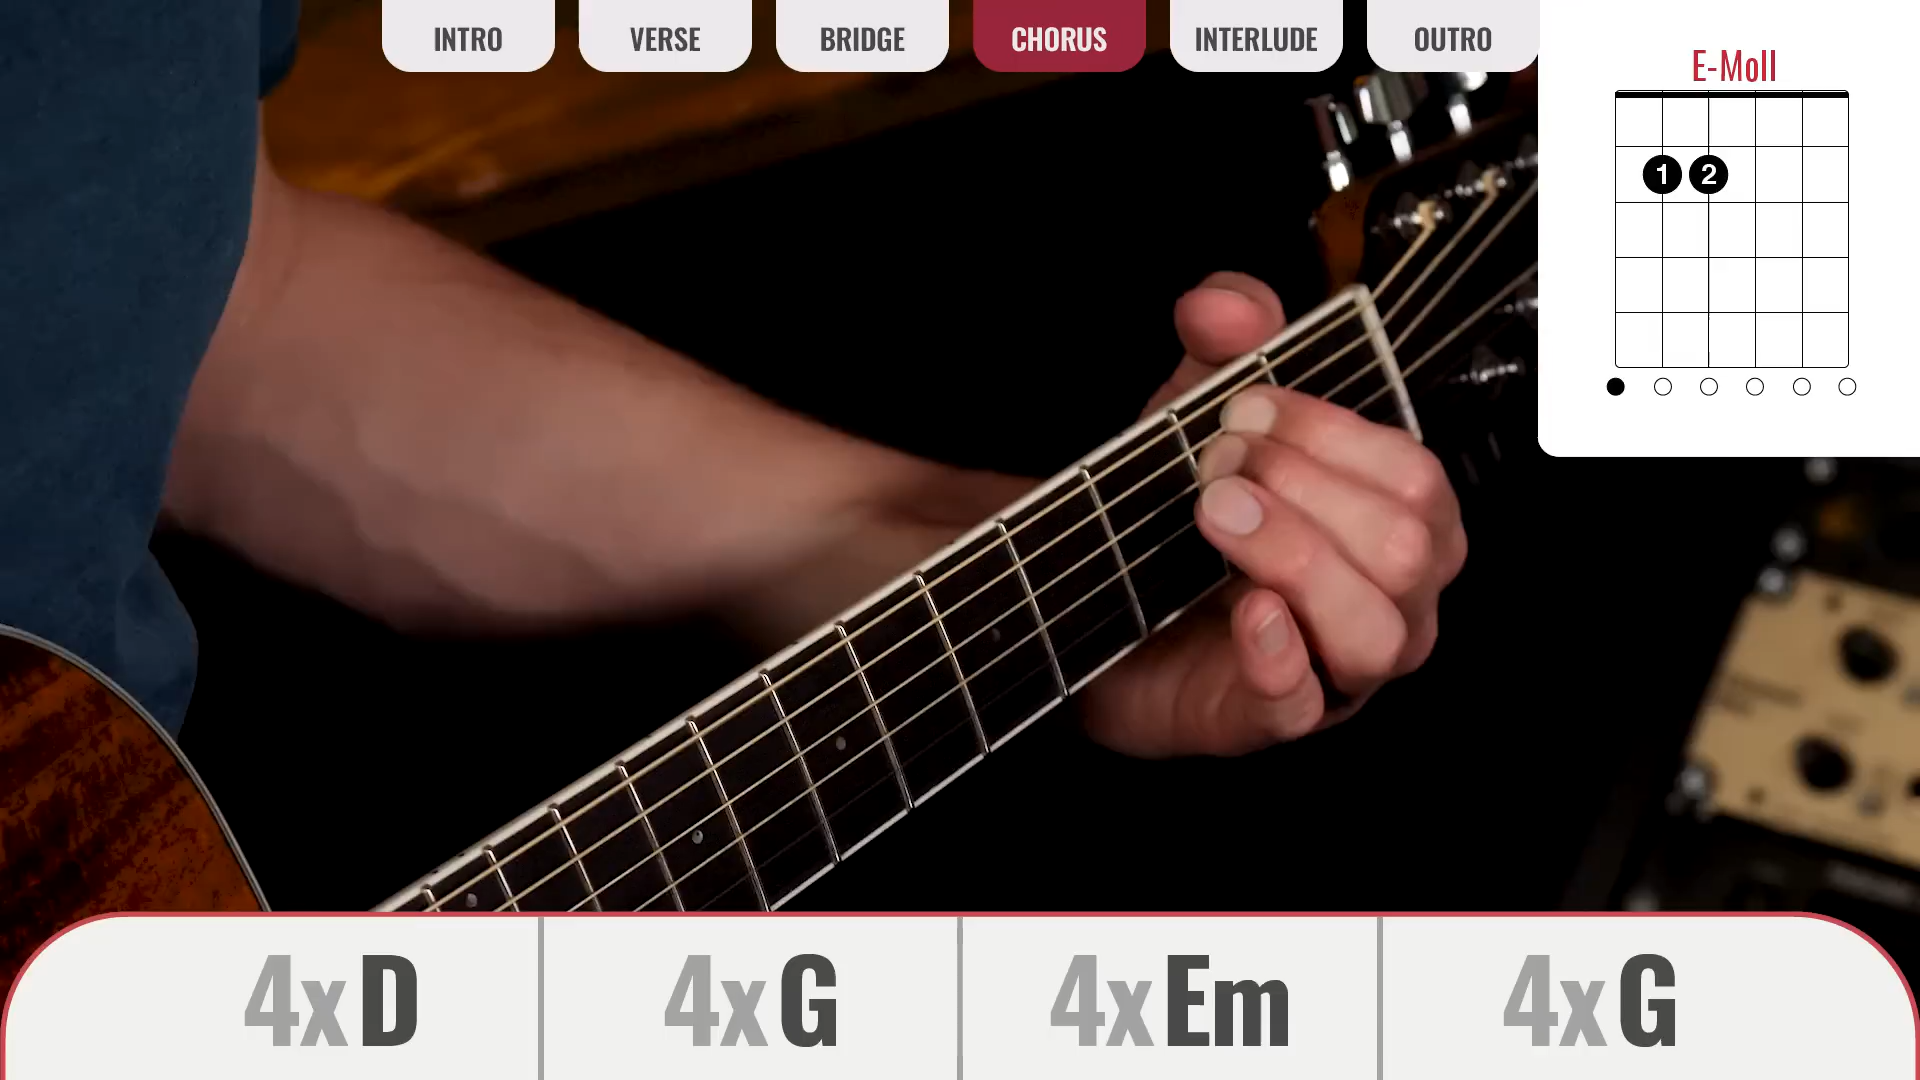 INTRO
VERSE
BRIDGE
CHORUS
INTERLUDE
OUTRO
E-Moll
1 2
4x D
4x G
4x Em
4x G